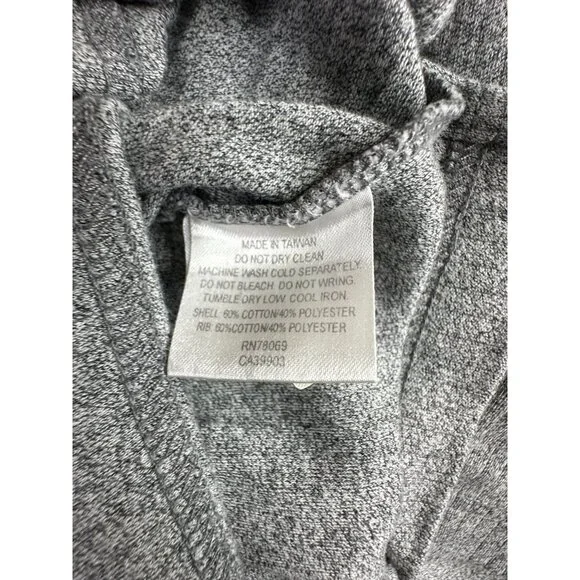 MADE IN TAIWAN
DO NOT DRY CLEAN
MACHINE WASH COLD SEPARATELY.
DO NOT BLEACH. DO NOT WRING.
TUMBLE DRY LOW. COOL IRON.
SHELL: 60% COTTON/40% POLYESTER
RIB: 60%COTTON/40% POLYESTER
RN78069
CA39903